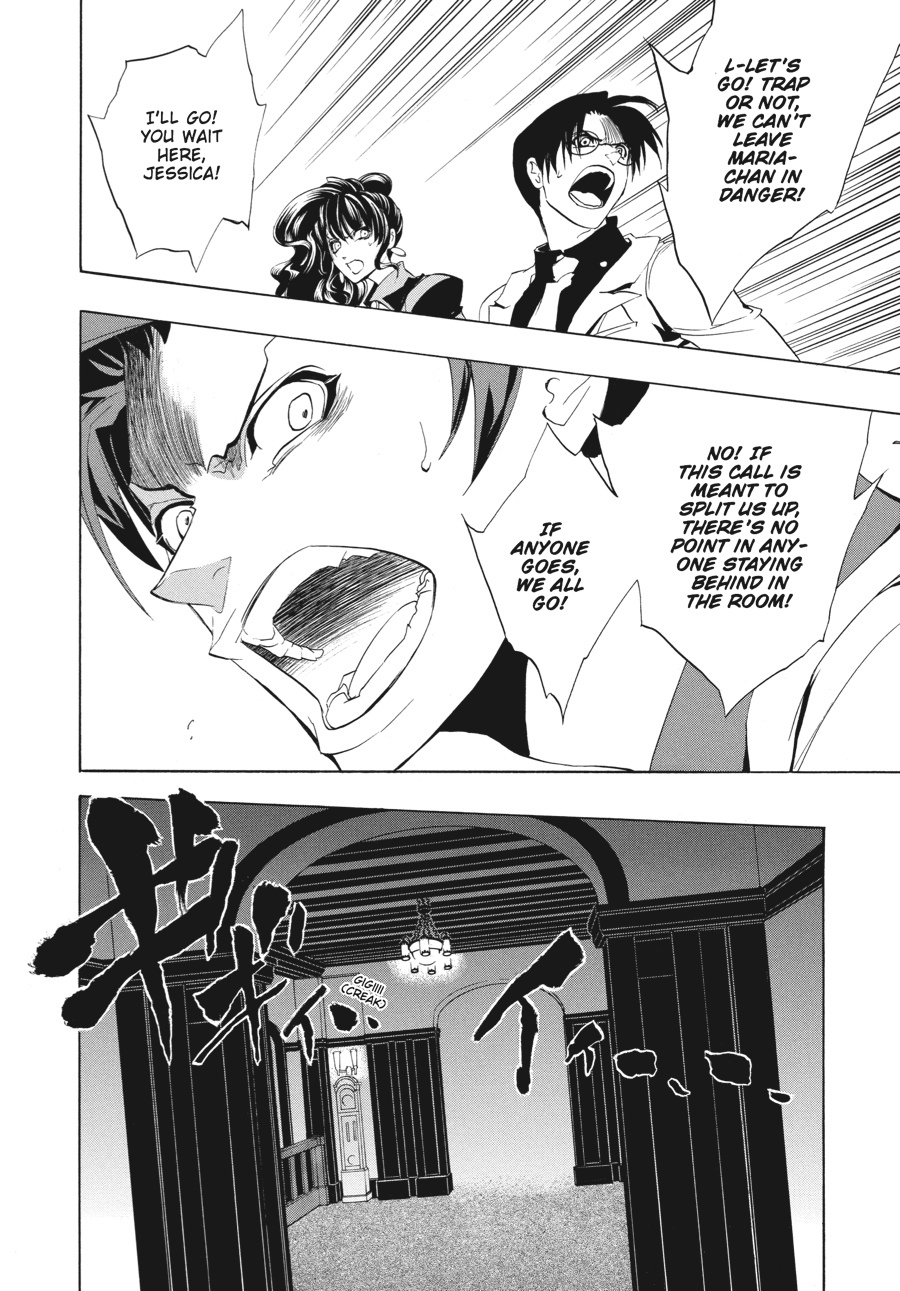 L-LET'S
GO! TRAP
OR NOT,
WE CAN'T
LEAVE
MARIA-
CHAN IN
DANGER!
I'LL GO!
YOU WAIT
HERE,
JESSICA!
NO! IF
THIS CALL IS
MEANT TO
SPLIT US UP,
THERE'S NO
POINT IN ANY-
ONE STAYING
BEHIND IN
THE ROOM!
IF
ANYONE
GOES,
WE ALL
GO!
ギギィ…イィ……
GIGIIII
(CREAK)